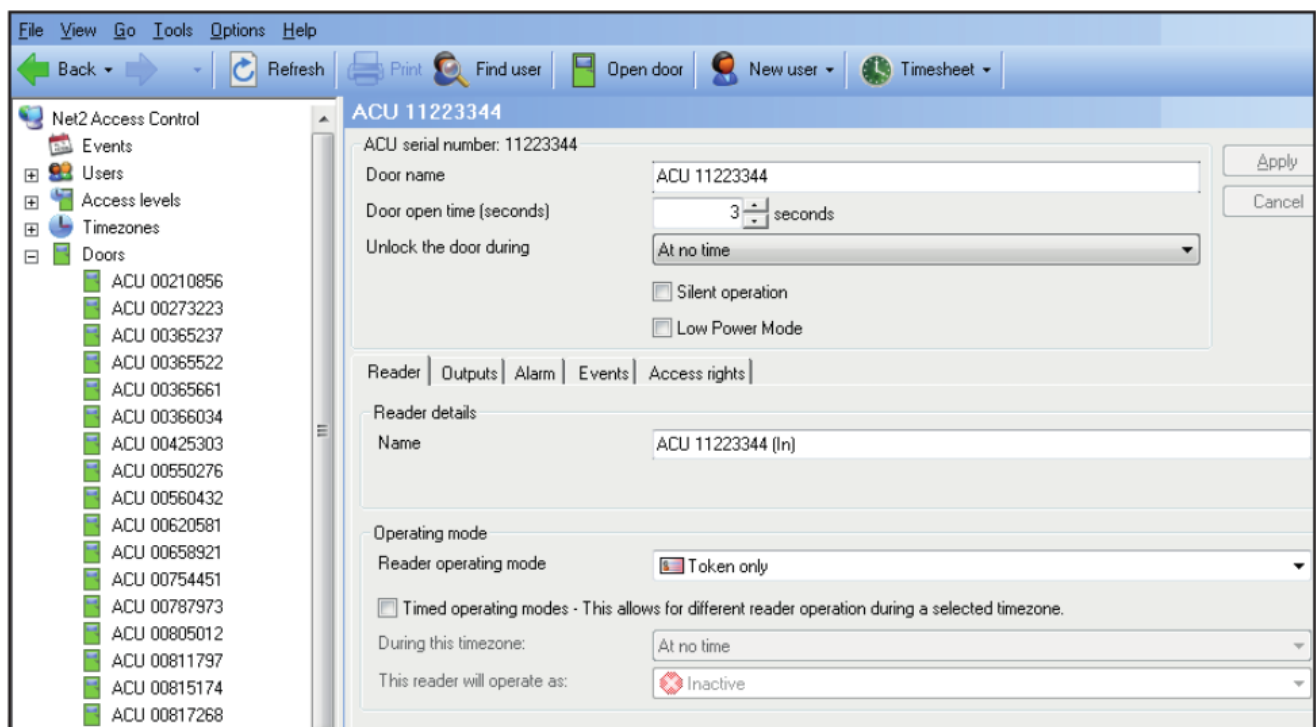 File View Go Tools Options Help
Back Refresh Print Find user Open door New user Timesheet
Net2 Access Control
Events
Users
Access levels
Timezones
Doors
ACU 00210856
ACU 00273223
ACU 00365237
ACU 00365522
ACU 00365661
ACU 00366034
ACU 00425303
ACU 00550276
ACU 00560432
ACU 00620581
ACU 00658921
ACU 00754451
ACU 00787973
ACU 00805012
ACU 00811797
ACU 00815174
ACU 00817268
ACU 11223344
ACU serial number: 11223344
Door name ACU 11223344
Door open time (seconds) 3 seconds
Unlock the door during At no time
Silent operation
Low Power Mode
Apply
Cancel
Reader Outputs Alarm Events Access rights
Reader details
Name ACU 11223344 (In)
Operating mode
Reader operating mode Token only
Timed operating modes - This allows for different reader operation during a selected timezone.
During this timezone: At no time
This reader will operate as: Inactive